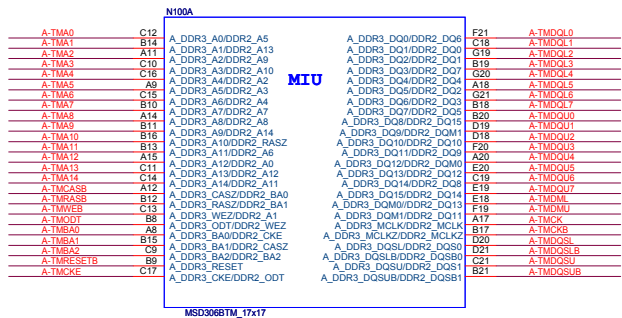 N100A
A-TMA0 C12 A_DDR3_A0/DDR2_A5 A_DDR3_DQ0/DDR2_DQ6 F21 A-TMDQL0
A-TMA1 B14 A_DDR3_A1/DDR2_A13 A_DDR3_DQ1/DDR2_DQ0 C18 A-TMDQL1
A-TMA2 A11 A_DDR3_A2/DDR2_A9 A_DDR3_DQ2/DDR2_DQ1 G19 A-TMDQL2
A-TMA3 C10 A_DDR3_A3/DDR2_A10 A_DDR3_DQ3/DDR2_DQ7 B19 A-TMDQL3
MIU
A-TMA4 C16 A_DDR3_A4/DDR2_A2 A_DDR3_DQ4/DDR2_DQ4 G20 A-TMDQL4
A-TMA5 A9 A_DDR3_A5/DDR2_A3 A_DDR3_DQ5/DDR2_DQ2 A18 A-TMDQL5
A-TMA6 C15 A_DDR3_A6/DDR2_A4 A_DDR3_DQ6/DDR2_DQ3 G21 A-TMDQL6
A-TMA7 B10 A_DDR3_A7/DDR2_A7 A_DDR3_DQ7/DDR2_DQ5 B18 A-TMDQL7
A-TMA8 A14 A_DDR3_A8/DDR2_A8 A_DDR3_DQ8/DDR2_DQ15 B20 A-TMDQU0
A-TMA9 B11 A_DDR3_A9/DDR2_A14 A_DDR3_DQ9/DDR2_DQM1 D19 A-TMDQU1
A-TMA10 B16 A_DDR3_A10/DDR2_RASZ A_DDR3_DQ10/DDR2_DQ10 D18 A-TMDQU2
A-TMA11 B13 A_DDR3_A11/DDR2_A6 A_DDR3_DQ11/DDR2_DQ9 F20 A-TMDQU3
A-TMA12 A15 A_DDR3_A12/DDR2_A0 A_DDR3_DQ12/DDR2_DQM0 A20 A-TMDQU4
A-TMA13 C11 A_DDR3_A13/DDR2_A12 A_DDR3_DQ13/DDR2_DQ12 E20 A-TMDQU5
A-TMA14 C14 A_DDR3_A14/DDR2_A11 A_DDR3_DQ14/DDR2_DQ8 C19 A-TMDQU6
A-TMCASB A12 A_DDR3_CASZ/DDR2_BA0 A_DDR3_DQ15/DDR2_DQ14 E19 A-TMDQU7
A-TMRASB B12 A_DDR3_RASZ/DDR2_BA1 A_DDR3_DQM0/DDR2_DQ13 E18 A-TMDML
A-TMWEB C13 A_DDR3_WEZ/DDR2_A1 A_DDR3_DQM1/DDR2_DQ11 F19 A-TMDMU
A-TMODT B8 A_DDR3_ODT/DDR2_WEZ A_DDR3_MCLK/DDR2_MCLK A17 A-TMCK
A-TMBA0 A8 A_DDR3_BA0/DDR2_CKE A_DDR3_MCLKZ/DDR2_MCLKZ B17 A-TMCKB
A-TMBA1 B15 A_DDR3_BA1/DDR2_CASZ A_DDR3_DQSL/DDR2_DQS0 D20 A-TMDQSL
A-TMBA2 C9 A_DDR3_BA2/DDR2_BA2 A_DDR3_DQSLB/DDR2_DQSB0 D21 A-TMDQSLB
A-TMRESETB B9 A_DDR3_RESET A_DDR3_DQSU/DDR2_DQS1 C21 A-TMDQSU
A-TMCKE C17 A_DDR3_CKE/DDR2_ODT A_DDR3_DQSUB/DDR2_DQSB1 B21 A-TMDQSUB
MSD306BTM_17x17